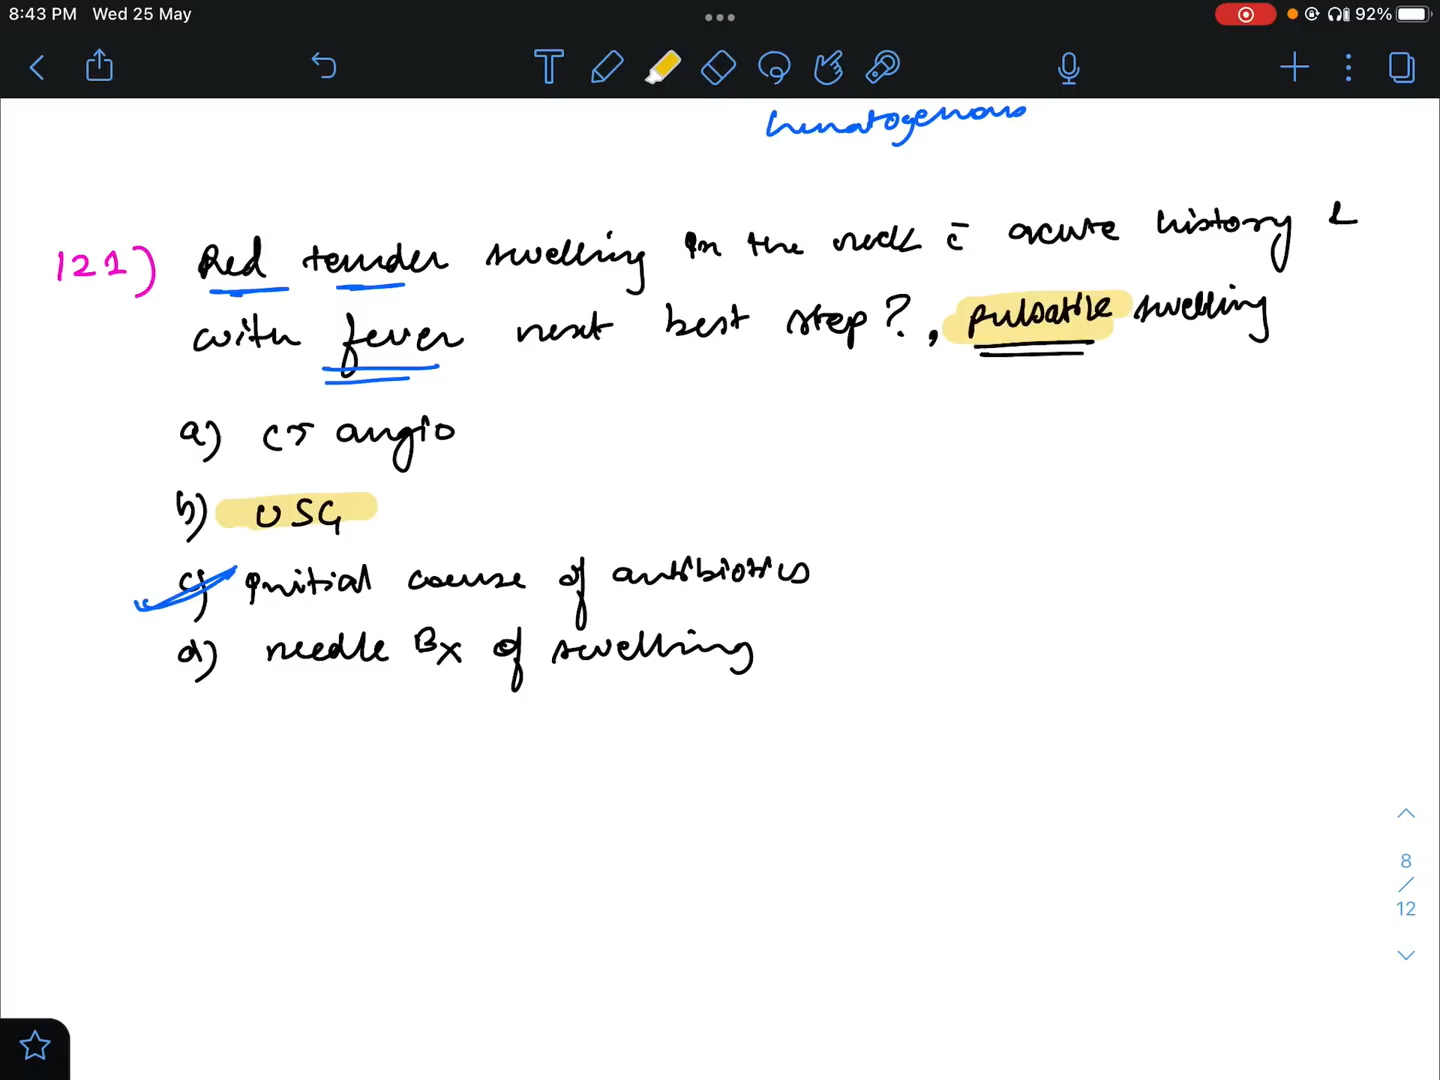 8:43 PM Wed 25 May
92%
hematogenous
121) Red tender swelling in the neck c̄ acute history &
with fever next best step?, pulsatile swelling
a) CT angio
b) USG
c) initial course of antibiotics
d) needle Bx of swelling
8
/
12